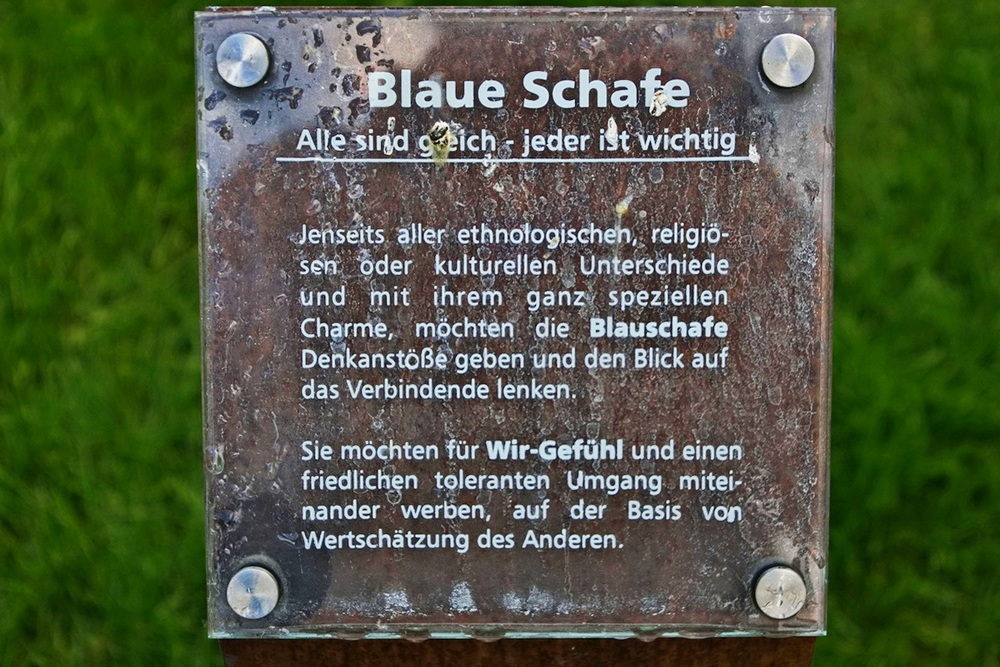 Blaue Schafe
Alle sind gleich - jeder ist wichtig
Jenseits aller ethnologischen, religiö-
sen oder kulturellen Unterschiede
und mit ihrem ganz speziellen
Charme, möchten die Blauschafe
Denkanstöße geben und den Blick auf
das Verbindende lenken.
Sie möchten für Wir-Gefühl und einen
friedlichen toleranten Umgang mitei-
nander werben, auf der Basis von
Wertschätzung des Anderen.